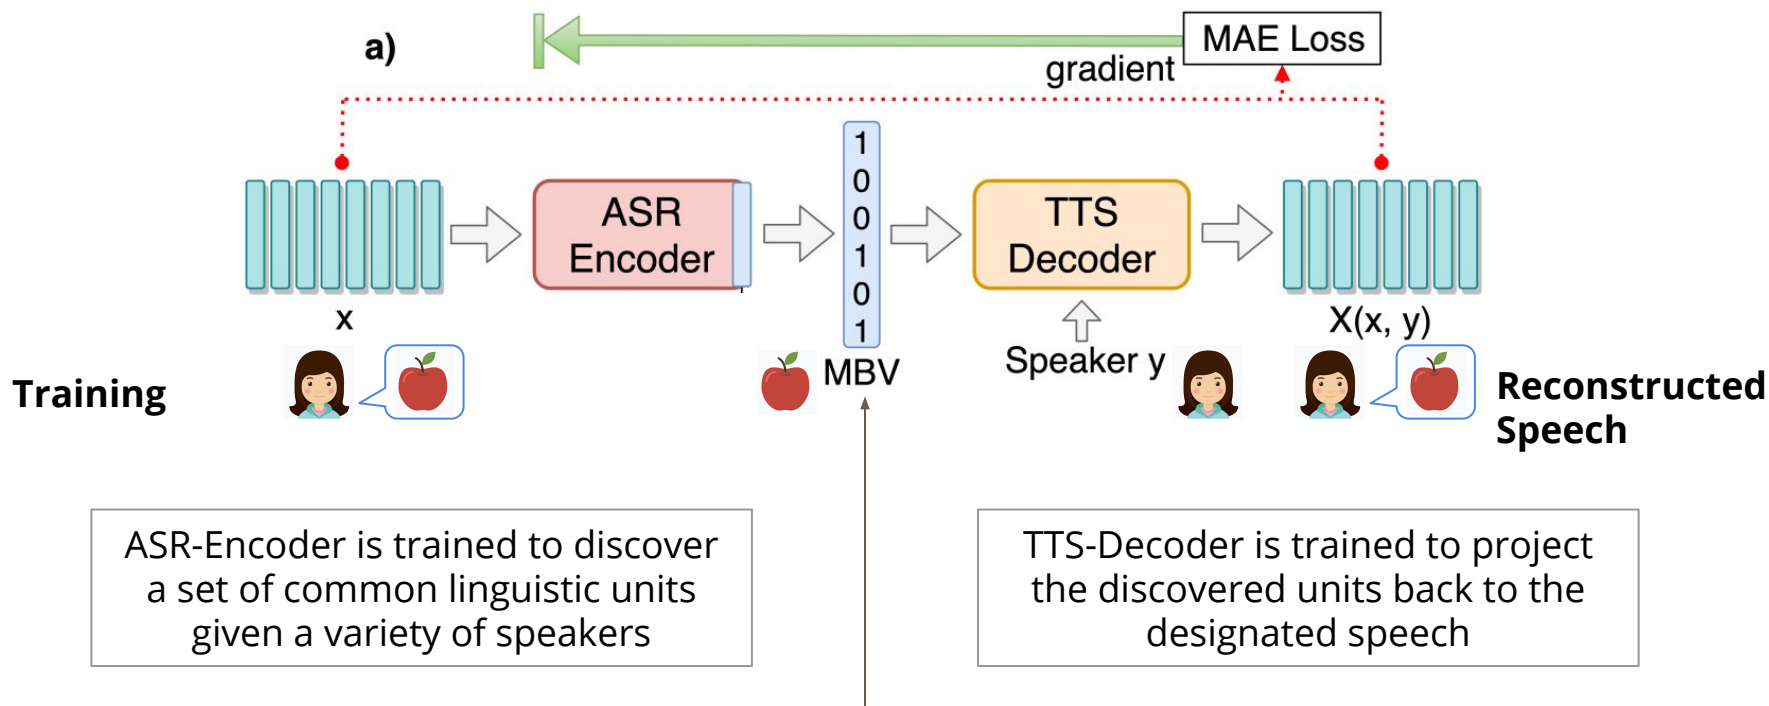 a)
MAE Loss
gradient
1
0
0
1
0
1
ASR
Encoder
TTS
Decoder
x
MBV
Speaker y
X(x, y)
Training
Reconstructed
Speech
ASR-Encoder is trained to discover
a set of common linguistic units
given a variety of speakers
TTS-Decoder is trained to project
the discovered units back to the
designated speech